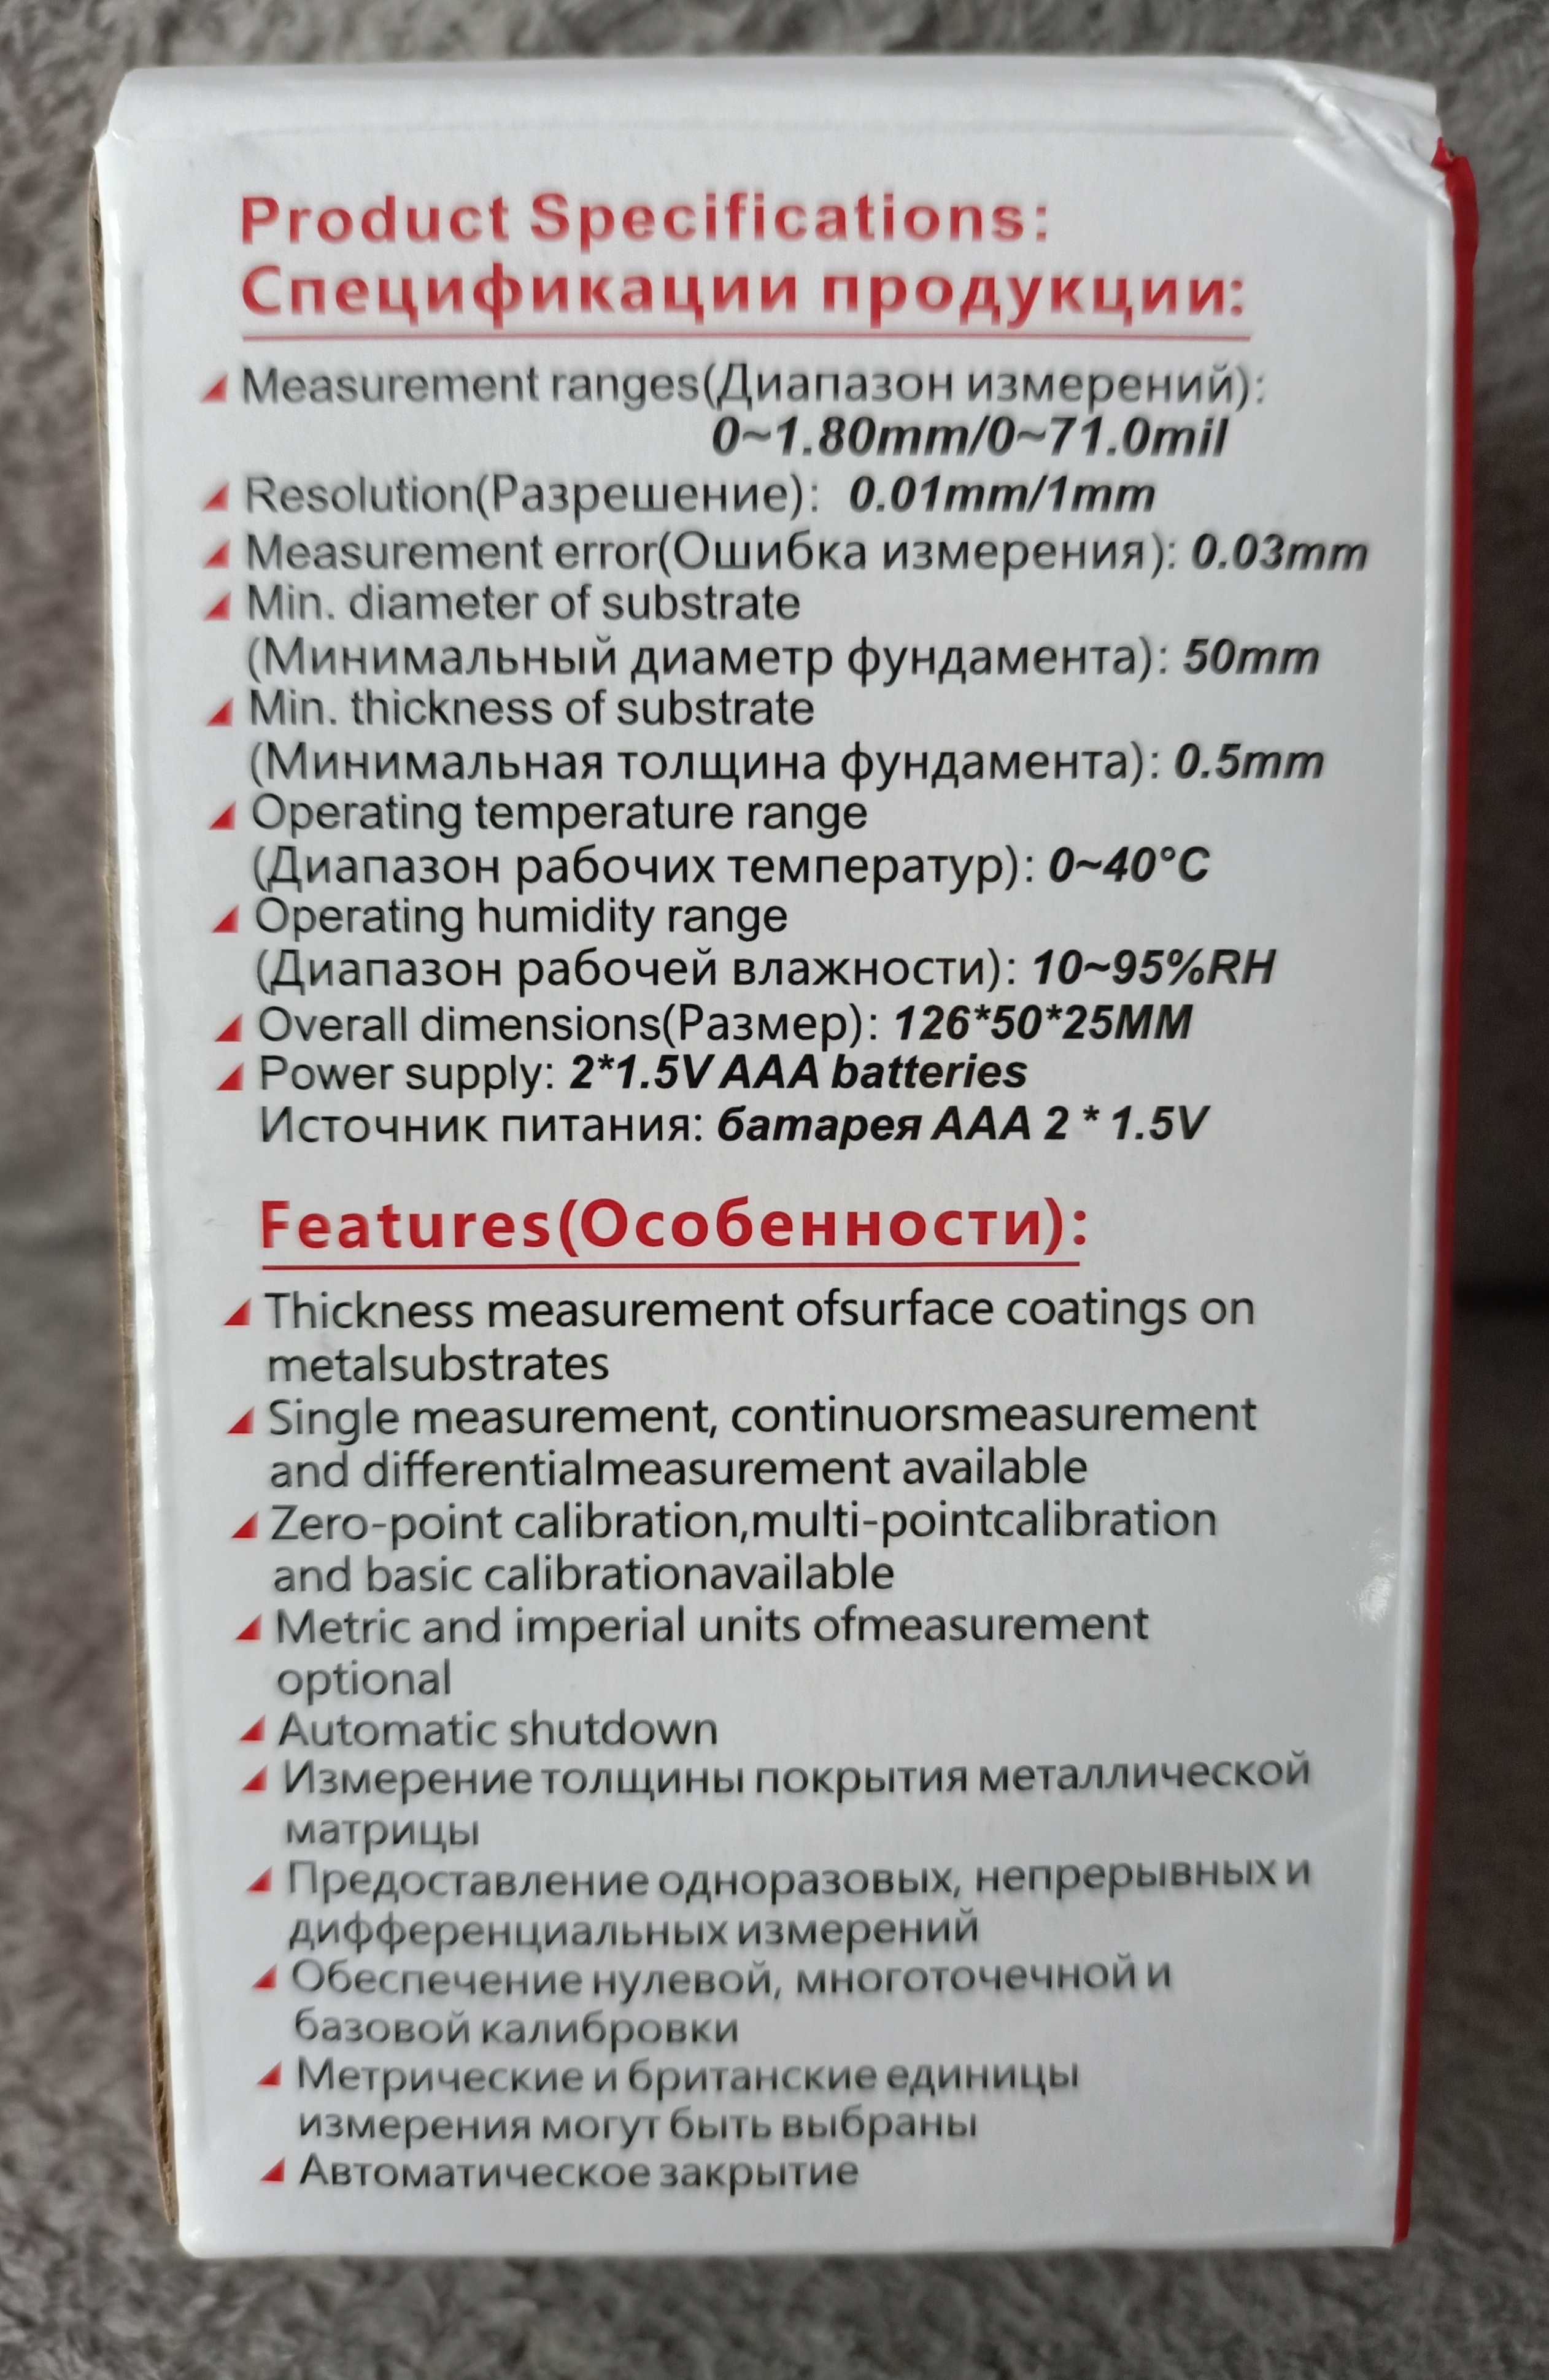 Product Specifications:
Спецификации продукции:
Measurement ranges(Диапазон измерений):
0~1.80mm/0~71.0mil
Resolution(Разрешение): 0.01mm/1mm
Measurement error(Ошибка измерения): 0.03mm
Min. diameter of substrate
(Минимальный диаметр фундамента): 50mm
Min. thickness of substrate
(Минимальная толщина фундамента): 0.5mm
Operating temperature range
(Диапазон рабочих температур): 0~40°C
Operating humidity range
(Диапазон рабочей влажности): 10~95%RH
Overall dimensions(Размер): 126*50*25MM
Power supply: 2*1.5V AAA batteries
Источник питания: батарея AAA 2 * 1.5V
Features(Особенности):
Thickness measurement ofsurface coatings on
metalsubstrates
Single measurement, continuorsmeasurement
and differentialmeasurement available
Zero-point calibration,multi-pointcalibration
and basic calibrationavailable
Metric and imperial units ofmeasurement
optional
Automatic shutdown
Измерение толщины покрытия металлической
матрицы
Предоставление одноразовых, непрерывных и
дифференциальных измерений
Обеспечение нулевой, многоточечной и
базовой калибровки
Метрические и британские единицы
измерения могут быть выбраны
Автоматическое закрытие